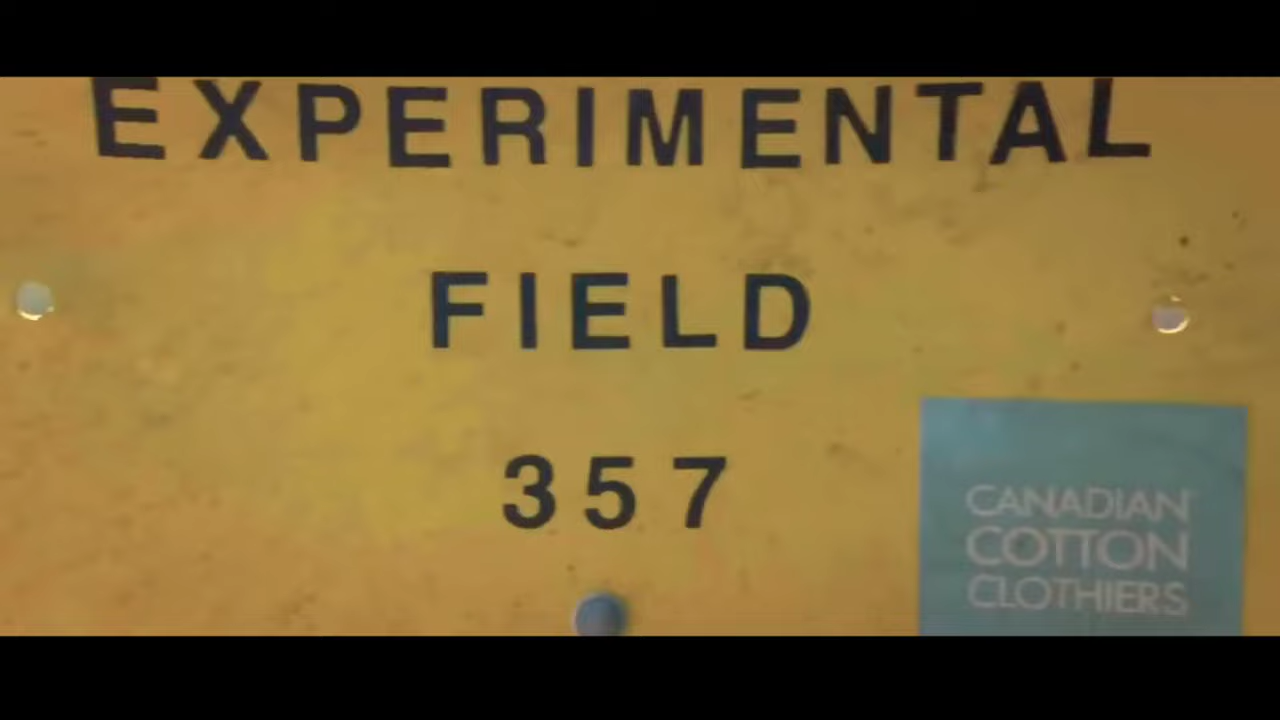 EXPERIMENTAL
FIELD
357
CANADIAN
COTTON
CLOTHIERS